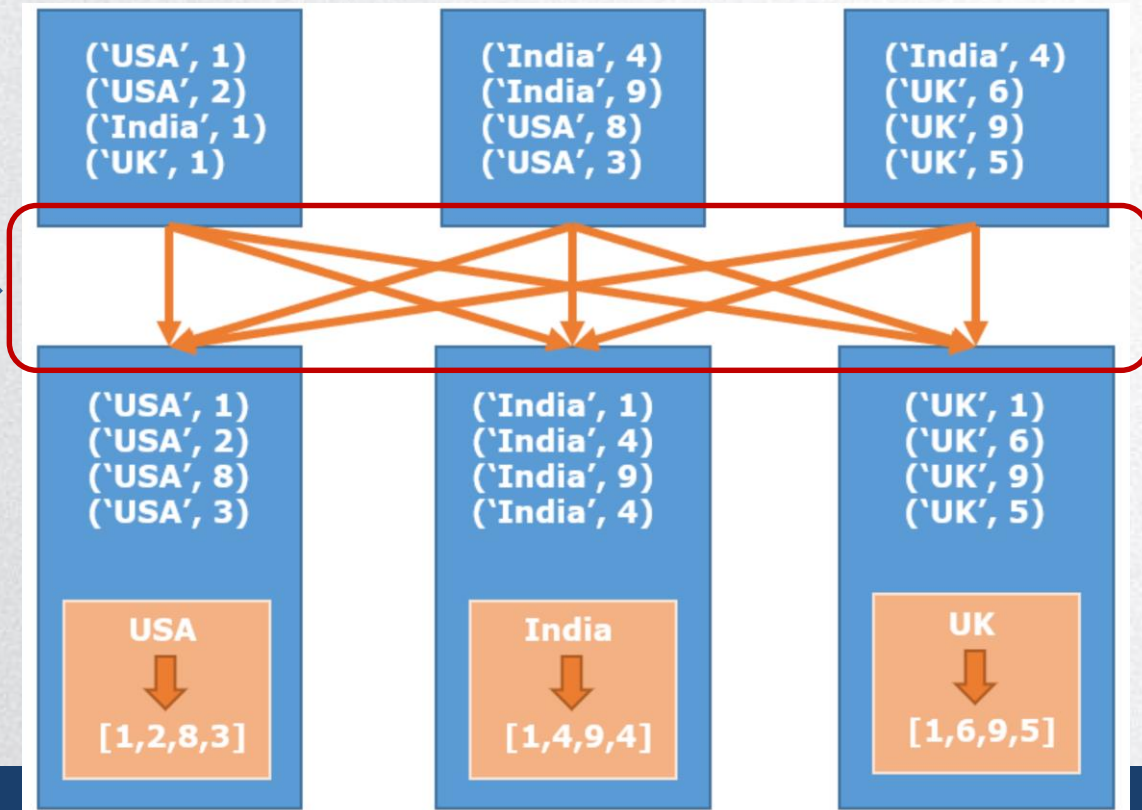 (‘USA’, 1)
(‘USA’, 2)
(‘India’, 1)
(‘UK’, 1)
(‘India’, 4)
(‘India’, 9)
(‘USA’, 8)
(‘USA’, 3)
(‘India’, 4)
(‘UK’, 6)
(‘UK’, 9)
(‘UK’, 5)
(‘USA’, 1)
(‘USA’, 2)
(‘USA’, 8)
(‘USA’, 3)
USA
[1,2,8,3]
(‘India’, 1)
(‘India’, 4)
(‘India’, 9)
(‘India’, 4)
India
[1,4,9,4]
(‘UK’, 1)
(‘UK’, 6)
(‘UK’, 9)
(‘UK’, 5)
UK
[1,6,9,5]